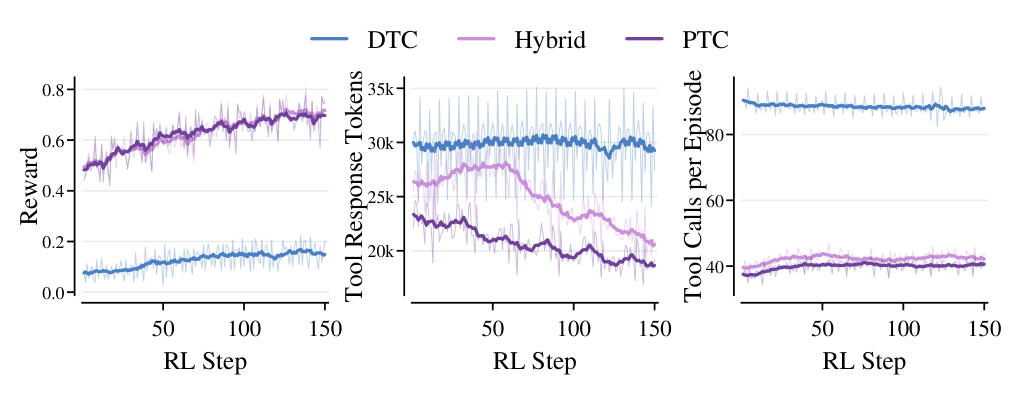 DTC Hybrid PTC
Reward
0.8
0.6
0.4
0.2
0.0
50 100 150
RL Step
Tool Response Tokens
35k
30k
25k
20k
50 100 150
RL Step
Tool Calls per Episode
80
60
40
50 100 150
RL Step